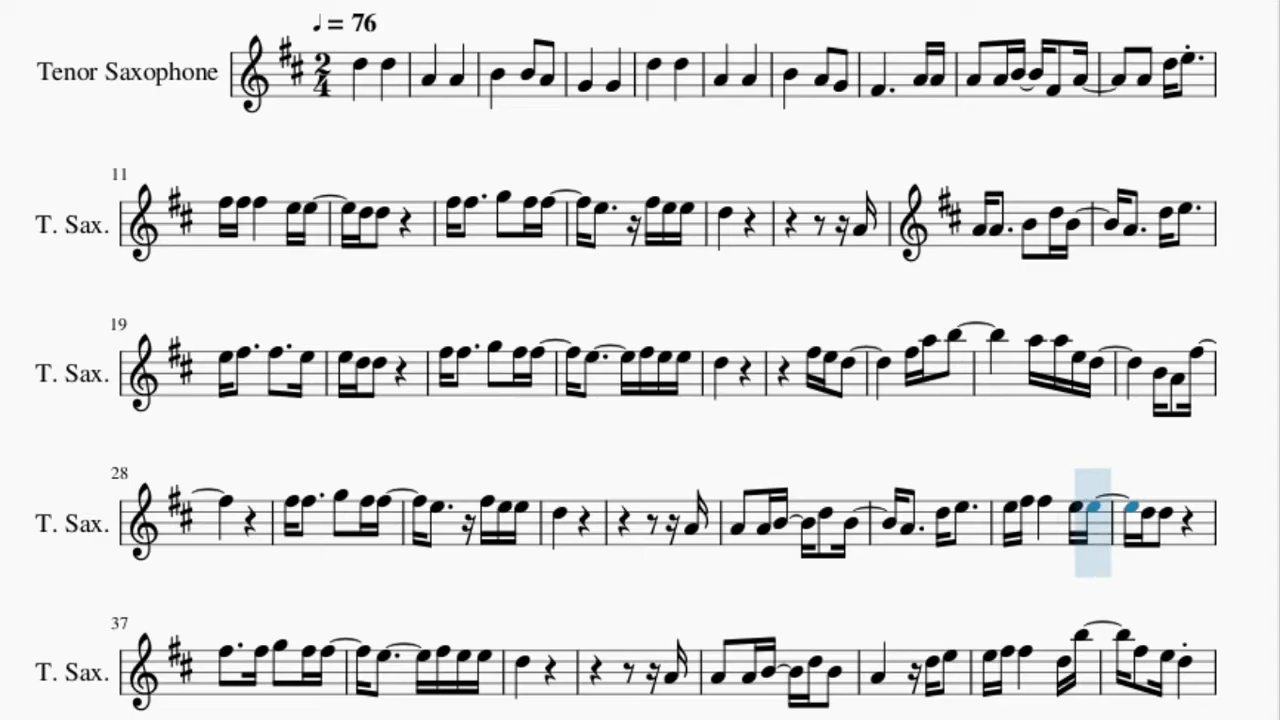 ♩ = 76
Tenor Saxophone
2
4
11
T. Sax.
19
T. Sax.
28
T. Sax.
37
T. Sax.